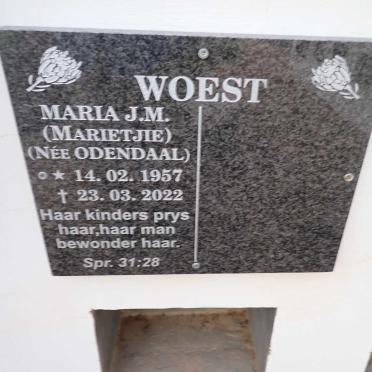 WOEST
MARIA J.M.
(MARIETJIE)
(NÉE ODENDAAL)
★ 14. 02. 1957
† 23. 03. 2022
Haar kinders prys
haar,haar man
bewonder haar.
Spr. 31:28